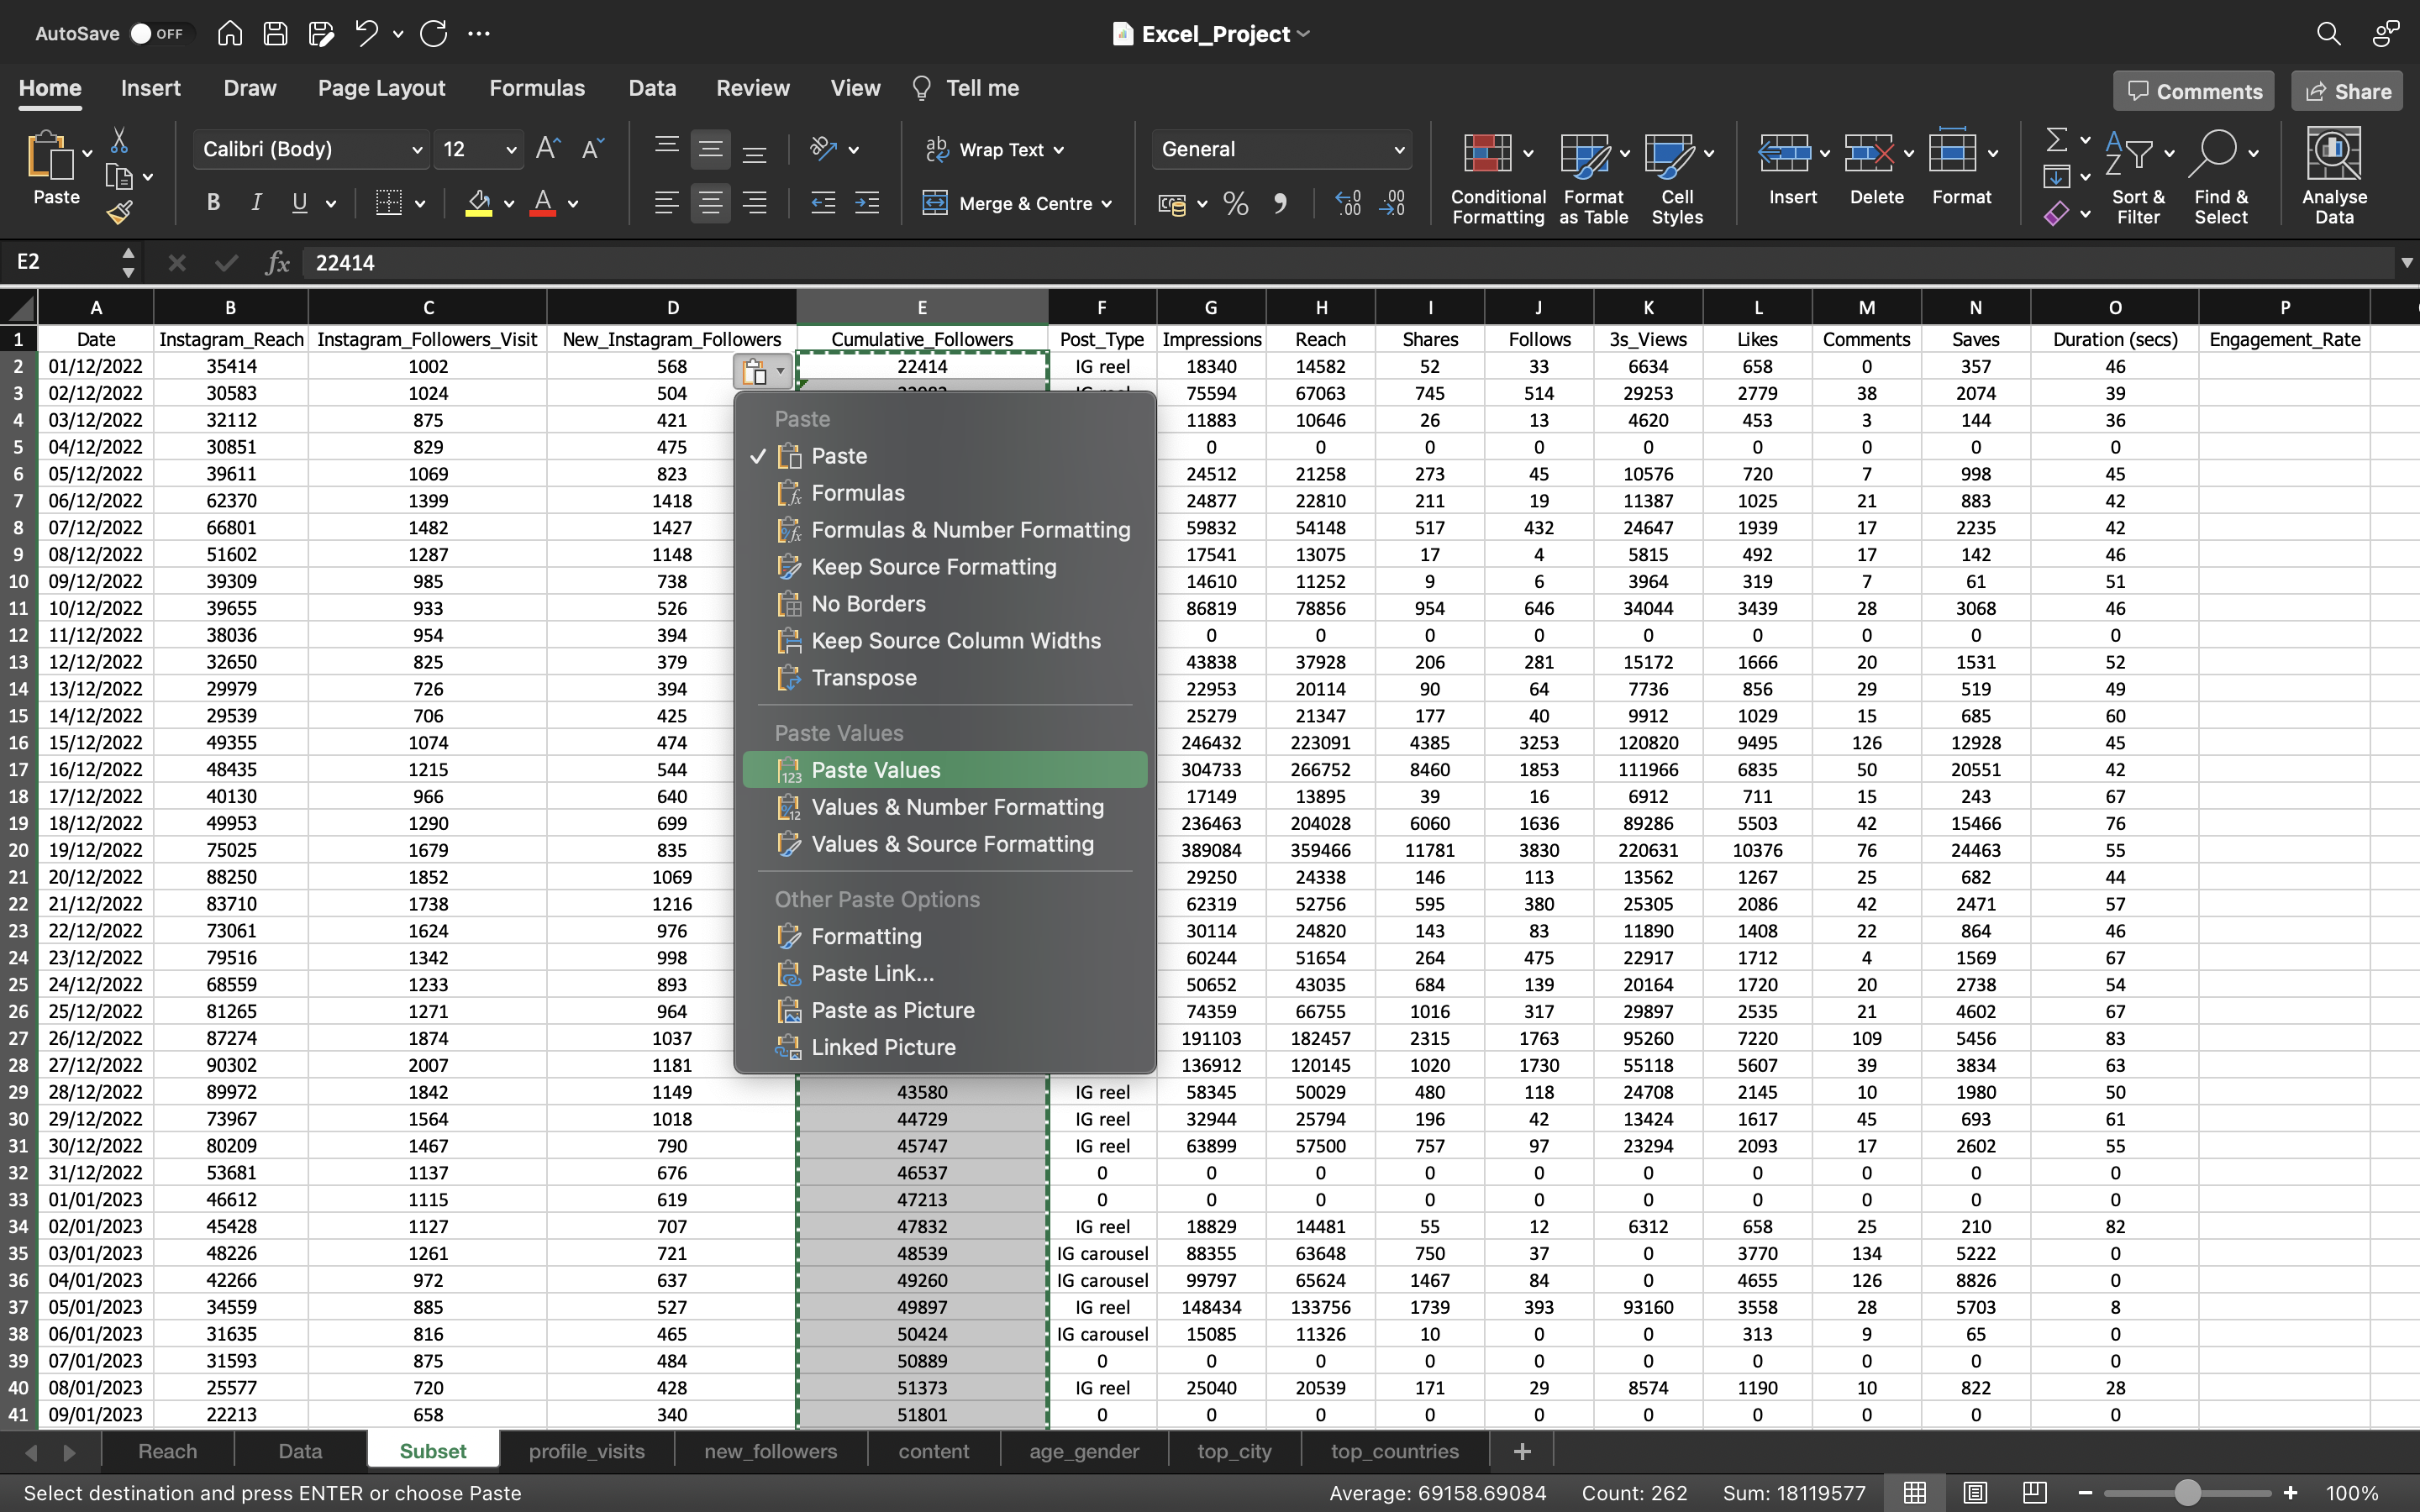 AutoSave OFF Excel_Project
Home Insert Draw Page Layout Formulas Data Review View Tell me Comments Share
Paste Calibri (Body) 12 Wrap Text General Conditional Formatting Format as Table Cell Styles Insert Delete Format Sort & Filter Find & Select Analyse Data
B I U A Merge & Centre % .00
E2 fx 22414
A B C D E F G H I J K L M N O P
1 Date Instagram_Reach Instagram_Followers_Visit New_Instagram_Followers Cumulative_Followers Post_Type Impressions Reach Shares Follows 3s_Views Likes Comments Saves Duration (secs) Engagement_Rate
2 01/12/2022 35414 1002 568 22414 IG reel 18340 14582 52 33 6634 658 0 357 46
3 02/12/2022 30583 1024 504 75594 67063 745 514 29253 2779 38 2074 39
4 03/12/2022 32112 875 421 11883 10646 26 13 4620 453 3 144 36
5 04/12/2022 30851 829 475 0 0 0 0 0 0 0 0 0
6 05/12/2022 39611 1069 823 24512 21258 273 45 10576 720 7 998 45
7 06/12/2022 62370 1399 1418 24877 22810 211 19 11387 1025 21 883 42
8 07/12/2022 66801 1482 1427 59832 54148 517 432 24647 1939 17 2235 42
9 08/12/2022 51602 1287 1148 17541 13075 17 4 5815 492 17 142 46
10 09/12/2022 39309 985 738 14610 11252 9 6 3964 319 7 61 51
11 10/12/2022 39655 933 526 86819 78856 954 646 34044 3439 28 3068 46
12 11/12/2022 38036 954 394 0 0 0 0 0 0 0 0 0
13 12/12/2022 32650 825 379 43838 37928 206 281 15172 1666 20 1531 52
14 13/12/2022 29979 726 394 22953 20114 90 64 7736 856 29 519 49
15 14/12/2022 29539 706 425 25279 21347 177 40 9912 1029 15 685 60
16 15/12/2022 49355 1074 474 246432 223091 4385 3253 120820 9495 126 12928 45
17 16/12/2022 48435 1215 544 304733 266752 8460 1853 111966 6835 50 20551 42
18 17/12/2022 40130 966 640 17149 13895 39 16 6912 711 15 243 67
19 18/12/2022 49953 1290 699 236463 204028 6060 1636 89286 5503 42 15466 76
20 19/12/2022 75025 1679 835 389084 359466 11781 3830 220631 10376 76 24463 55
21 20/12/2022 88250 1852 1069 29250 24338 146 113 13562 1267 25 682 44
22 21/12/2022 83710 1738 1216 62319 52756 595 380 25305 2086 42 2471 57
23 22/12/2022 73061 1624 976 30114 24820 143 83 11890 1408 22 864 46
24 23/12/2022 79516 1342 998 60244 51654 264 475 22917 1712 4 1569 67
25 24/12/2022 68559 1233 893 50652 43035 684 139 20164 1720 20 2738 54
26 25/12/2022 81265 1271 964 74359 66755 1016 317 29897 2535 21 4602 67
27 26/12/2022 87274 1874 1037 191103 182457 2315 1763 95260 7220 109 5456 83
28 27/12/2022 90302 2007 1181 136912 120145 1020 1730 55118 5607 39 3834 63
29 28/12/2022 89972 1842 1149 43580 IG reel 58345 50029 480 118 24708 2145 10 1980 50
30 29/12/2022 73967 1564 1018 44729 IG reel 32944 25794 196 42 13424 1617 45 693 61
31 30/12/2022 80209 1467 790 45747 IG reel 63899 57500 757 97 23294 2093 17 2602 55
32 31/12/2022 53681 1137 676 46537 0 0 0 0 0 0 0 0 0 0
33 01/01/2023 46612 1115 619 47213 0 0 0 0 0 0 0 0 0 0
34 02/01/2023 45428 1127 707 47832 IG reel 18829 14481 55 12 6312 658 25 210 82
35 03/01/2023 48226 1261 721 48539 IG carousel 88355 63648 750 37 0 3770 134 5222 0
36 04/01/2023 42266 972 637 49260 IG carousel 99797 65624 1467 84 0 4655 126 8826 0
37 05/01/2023 34559 885 527 49897 IG reel 148434 133756 1739 393 93160 3558 28 5703 8
38 06/01/2023 31635 816 465 50424 IG carousel 15085 11326 10 0 0 313 9 65 0
39 07/01/2023 31593 875 484 50889 0 0 0 0 0 0 0 0 0 0
40 08/01/2023 25577 720 428 51373 IG reel 25040 20539 171 29 8574 1190 10 822 28
41 09/01/2023 22213 658 340 51801 0 0 0 0 0 0 0 0 0 0
Paste
Paste
Formulas
Formulas & Number Formatting
Keep Source Formatting
No Borders
Keep Source Column Widths
Transpose
Paste Values
Paste Values
Values & Number Formatting
Values & Source Formatting
Other Paste Options
Formatting
Paste Link...
Paste as Picture
Linked Picture
Reach Data Subset profile_visits new_followers content age_gender top_city top_countries
Select destination and press ENTER or choose Paste Average: 69158.69084 Count: 262 Sum: 18119577 100%